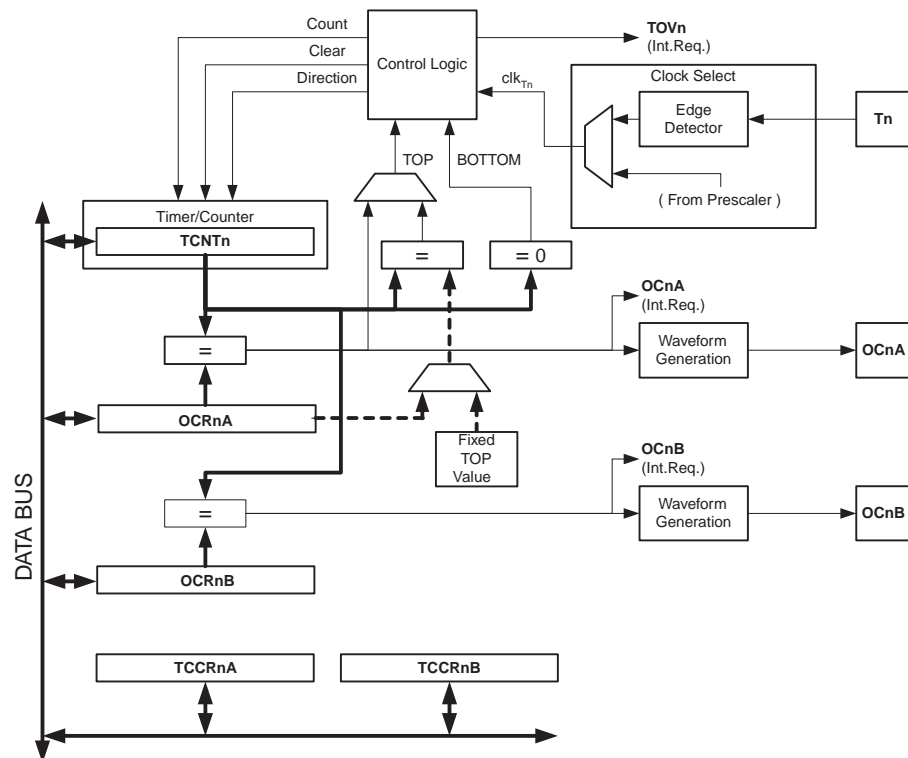 Count
Clear
Direction
Control Logic
TOVn
(Int.Req.)
clkTn
Clock Select
Edge
Detector
Tn
( From Prescaler )
TOP
BOTTOM
Timer/Counter
TCNTn
=
= 0
OCnA
(Int.Req.)
=
Waveform
Generation
OCnA
OCRnA
Fixed
TOP
Value
OCnB
(Int.Req.)
=
Waveform
Generation
OCnB
OCRnB
DATA BUS
TCCRnA
TCCRnB